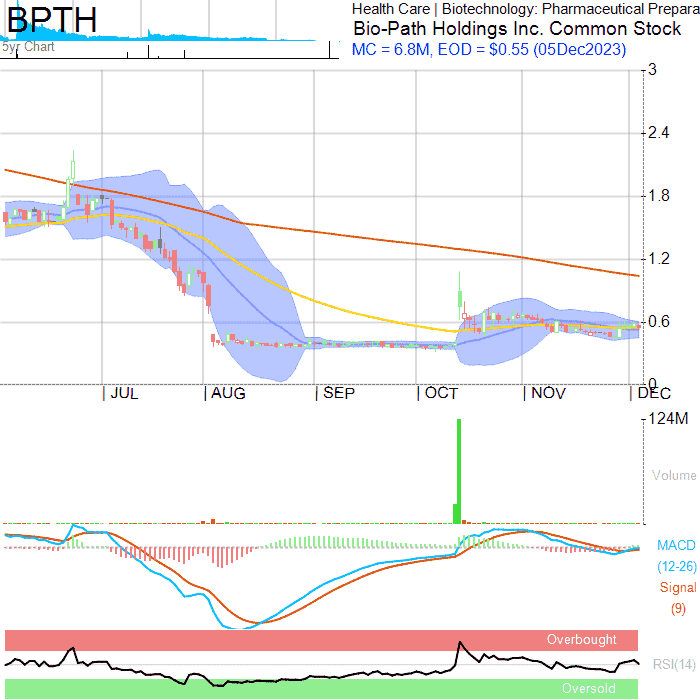 BPTH
5yr Chart
Health Care | Biotechnology: Pharmaceutical Prepara
Bio-Path Holdings Inc. Common Stock
MC = 6.8M, EOD = $0.55 (05Dec2023)
3
2.4
1.8
1.2
0.6
0
JUL
AUG
SEP
OCT
NOV
DEC
124M
Volume
MACD
(12-26)
Signal
(9)
Overbought
RSI(14)
Oversold